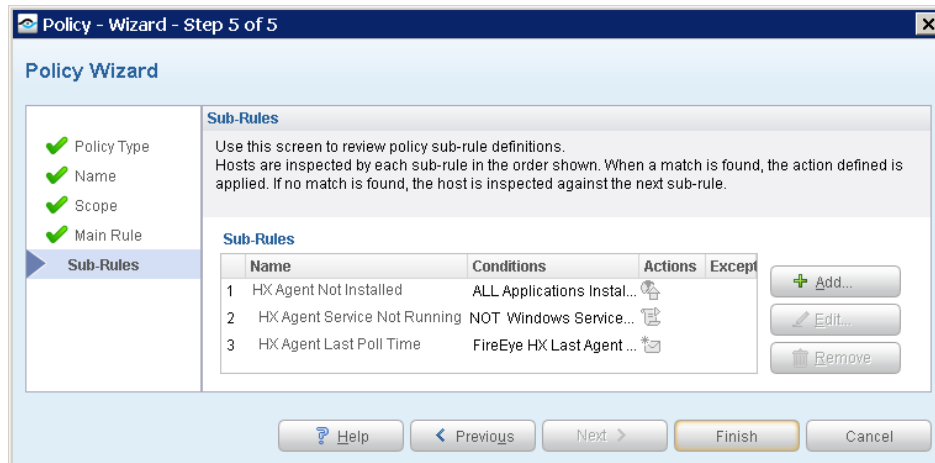 Policy - Wizard - Step 5 of 5
Policy Wizard
Policy Type
Name
Scope
Main Rule
Sub-Rules
Sub-Rules
Use this screen to review policy sub-rule definitions.
Hosts are inspected by each sub-rule in the order shown. When a match is found, the action defined is
applied. If no match is found, the host is inspected against the next sub-rule.
Sub-Rules
Name Conditions Actions Except
1 HX Agent Not Installed ALL Applications Instal...
2 HX Agent Service Not Running NOT Windows Service...
3 HX Agent Last Poll Time FireEye HX Last Agent ...
Add...
Edit...
Remove
Help Previous Next Finish Cancel